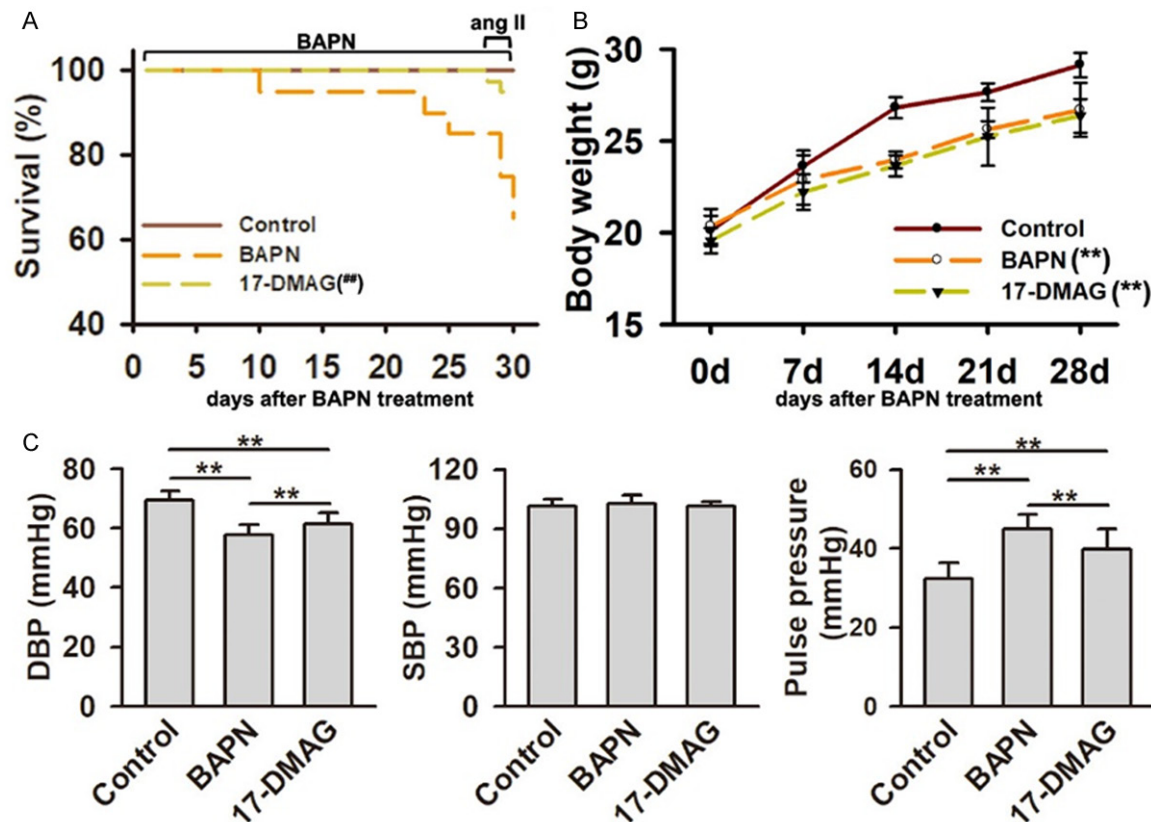 A
ang II
BAPN
Survival (%)
100
80
60
40
Control
BAPN
17-DMAG(##)
0 5 10 15 20 25 30
days after BAPN treatment
B
Body weight (g)
30
25
20
15
Control
BAPN (**)
17-DMAG (**)
0d 7d 14d 21d 28d
days after BAPN treatment
C
DBP (mmHg)
80
60
40
20
0
**
**
**
Control
BAPN
17-DMAG
SBP (mmHg)
120
90
60
30
0
Control
BAPN
17-DMAG
Pulse pressure
(mmHg)
60
40
20
0
**
**
**
Control
BAPN
17-DMAG